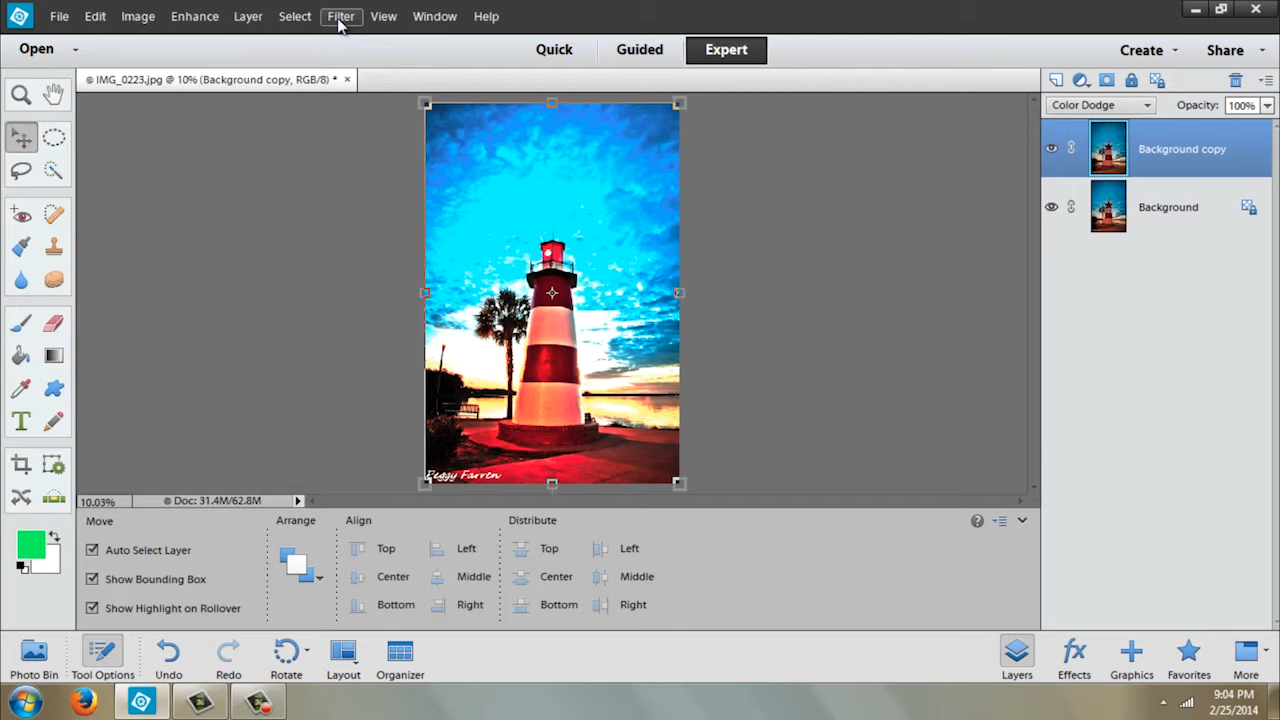 File Edit Image Enhance Layer Select Filter View Window Help
Open Quick Guided Expert Create Share
IMG_0223.jpg @ 10% (Background copy, RGB/8) * ×
Color Dodge Opacity: 100%
Background copy
Background
Peggy Farren
10.03% Doc: 31.4M/62.8M
Move Arrange Align Distribute
Auto Select Layer Top Left Top Left
Show Bounding Box Center Middle Center Middle
Show Highlight on Rollover Bottom Right Bottom Right
Photo Bin Tool Options Undo Redo Rotate Layout Organizer Layers Effects Graphics Favorites More
9:04 PM
2/25/2014